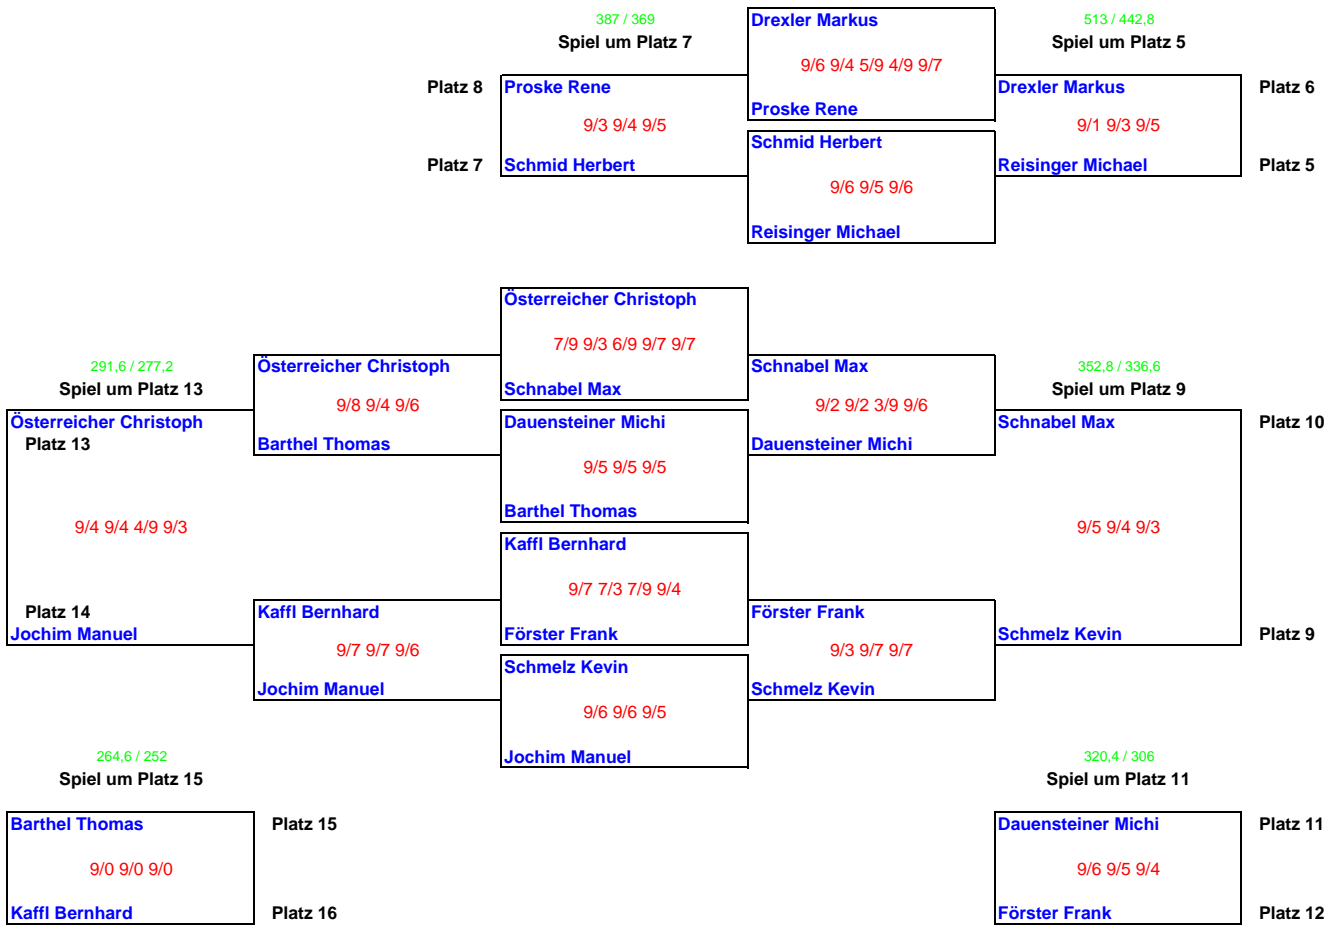 387 / 369
Drexler Markus
513 / 442,8
Spiel um Platz 7
Spiel um Platz 5
9/6 9/4 5/9 4/9 9/7
Platz 8
Proske Rene
Drexler Markus
Platz 6
Proske Rene
9/3 9/4 9/5
9/1 9/3 9/5
Schmid Herbert
Platz 7
Schmid Herbert
Reisinger Michael
Platz 5
9/6 9/5 9/6
Reisinger Michael
Österreicher Christoph
7/9 9/3 6/9 9/7 9/7
291,6 / 277,2
Österreicher Christoph
Schnabel Max
352,8 / 336,6
Spiel um Platz 13
Schnabel Max
Spiel um Platz 9
9/8 9/4 9/6
9/2 9/2 3/9 9/6
Österreicher Christoph
Dauensteiner Michi
Schnabel Max
Platz 10
Platz 13
Barthel Thomas
Dauensteiner Michi
9/5 9/5 9/5
Barthel Thomas
9/4 9/4 4/9 9/3
9/5 9/4 9/3
Kaffl Bernhard
9/7 7/3 7/9 9/4
Platz 14
Kaffl Bernhard
Förster Frank
Jochim Manuel
Förster Frank
Schmelz Kevin
Platz 9
9/7 9/7 9/6
9/3 9/7 9/7
Schmelz Kevin
Jochim Manuel
Schmelz Kevin
9/6 9/6 9/5
264,6 / 252
Jochim Manuel
320,4 / 306
Spiel um Platz 15
Spiel um Platz 11
Barthel Thomas
Platz 15
Dauensteiner Michi
Platz 11
9/0 9/0 9/0
9/6 9/5 9/4
Kaffl Bernhard
Platz 16
Förster Frank
Platz 12